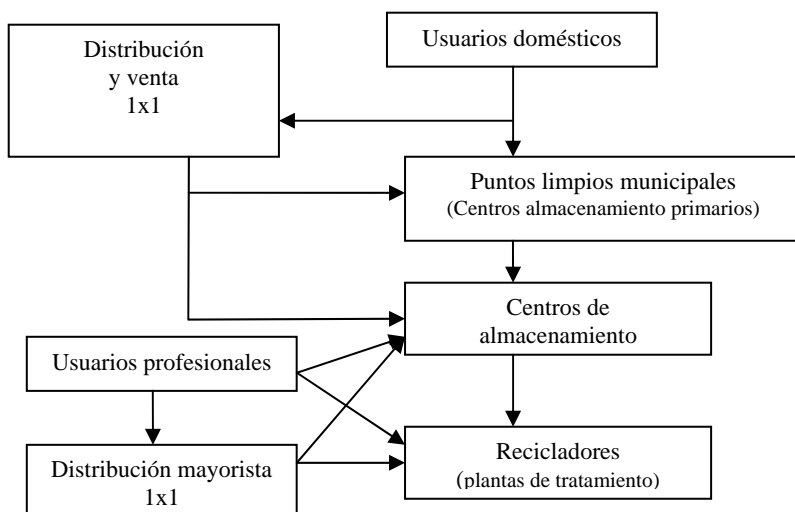 Distribución
y venta
1x1
Usuarios domésticos
Puntos limpios municipales
(Centros almacenamiento primarios)
Centros de
almacenamiento
Usuarios profesionales
Distribución mayorista
1x1
Recicladores
(plantas de tratamiento)